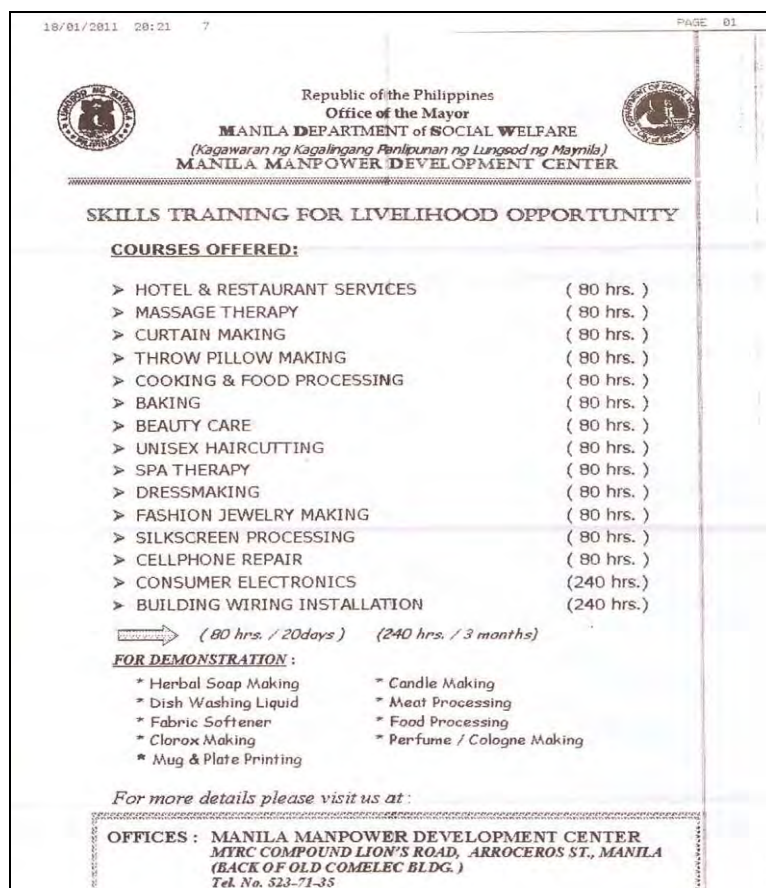 18/01/2011 20:21 7 PAGE 01
Republic of the Philippines
Office of the Mayor
MANILA DEPARTMENT of SOCIAL WELFARE
(Kagawaran ng Kagalingang Panlipunan ng Lungsod ng Maynila)
MANILA MANPOWER DEVELOPMENT CENTER
LUNGSOD NG MAYNILA
PILIPINAS
SKILLS TRAINING FOR LIVELIHOOD OPPORTUNITY
COURSES OFFERED:
➢ HOTEL & RESTAURANT SERVICES ( 80 hrs. )
➢ MASSAGE THERAPY ( 80 hrs. )
➢ CURTAIN MAKING ( 80 hrs. )
➢ THROW PILLOW MAKING ( 80 hrs. )
➢ COOKING & FOOD PROCESSING ( 80 hrs. )
➢ BAKING ( 80 hrs. )
➢ BEAUTY CARE ( 80 hrs. )
➢ UNISEX HAIRCUTTING ( 80 hrs. )
➢ SPA THERAPY ( 80 hrs. )
➢ DRESSMAKING ( 80 hrs. )
➢ FASHION JEWELRY MAKING ( 80 hrs. )
➢ SILKSCREEN PROCESSING ( 80 hrs. )
➢ CELLPHONE REPAIR ( 80 hrs. )
➢ CONSUMER ELECTRONICS (240 hrs.)
➢ BUILDING WIRING INSTALLATION (240 hrs.)
(80 hrs. / 20days ) (240 hrs. / 3 months)
FOR DEMONSTRATION :
* Herbal Soap Making * Candle Making
* Dish Washing Liquid * Meat Processing
* Fabric Softener * Food Processing
* Clorox Making * Perfume / Cologne Making
* Mug & Plate Printing
For more details please visit us at :
OFFICES : MANILA MANPOWER DEVELOPMENT CENTER
MYRC COMPOUND LION'S ROAD, ARROCEROS ST., MANILA
(BACK OF OLD COMELEC BLDG. )
Tel. No. 523-71-35